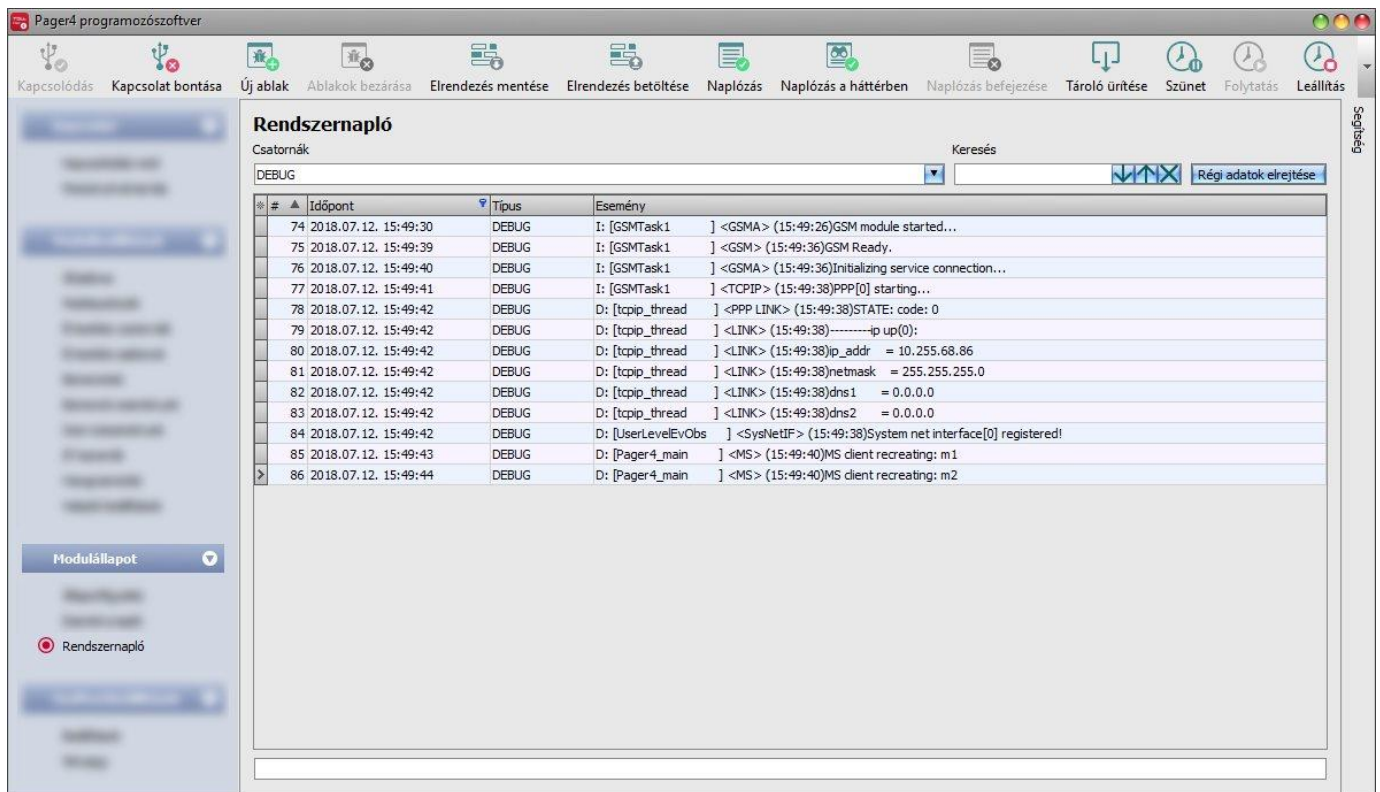 Pager4 programozószoftver
Kapcsolódás Kapcsolat bontása Új ablak Ablakok bezárása Elrendezés mentése Elrendezés betöltése Naplózás Naplózás a háttérben Naplózás befejezése Tároló ürítése Szünet Folytatás Leállítás
Segítség
Rendszernapló
Csatornák Keresés
DEBUG Régi adatok elrejtése
# Időpont Típus Esemény
74 2018.07.12. 15:49:30 DEBUG I: [GSMTask1 ] <GSMA> (15:49:26)GSM module started...
75 2018.07.12. 15:49:39 DEBUG I: [GSMTask1 ] <GSM> (15:49:36)GSM Ready.
76 2018.07.12. 15:49:40 DEBUG I: [GSMTask1 ] <GSMA> (15:49:36)Initializing service connection...
77 2018.07.12. 15:49:41 DEBUG I: [GSMTask1 ] <TCPIP> (15:49:38)PPP[0] starting...
78 2018.07.12. 15:49:42 DEBUG D: [tcpip_thread ] <PPP LINK> (15:49:38)STATE: code: 0
79 2018.07.12. 15:49:42 DEBUG D: [tcpip_thread ] <LINK> (15:49:38)---------ip up(0):
80 2018.07.12. 15:49:42 DEBUG D: [tcpip_thread ] <LINK> (15:49:38)ip_addr = 10.255.68.86
81 2018.07.12. 15:49:42 DEBUG D: [tcpip_thread ] <LINK> (15:49:38)netmask = 255.255.255.0
82 2018.07.12. 15:49:42 DEBUG D: [tcpip_thread ] <LINK> (15:49:38)dns1 = 0.0.0.0
83 2018.07.12. 15:49:42 DEBUG D: [tcpip_thread ] <LINK> (15:49:38)dns2 = 0.0.0.0
84 2018.07.12. 15:49:42 DEBUG D: [UserLevelEvObs ] <SysNetIF> (15:49:38)System net interface[0] registered!
85 2018.07.12. 15:49:43 DEBUG D: [Pager4_main ] <MS> (15:49:40)MS client recreating: m1
86 2018.07.12. 15:49:44 DEBUG D: [Pager4_main ] <MS> (15:49:40)MS client recreating: m2
Modulállapot
Rendszernapló